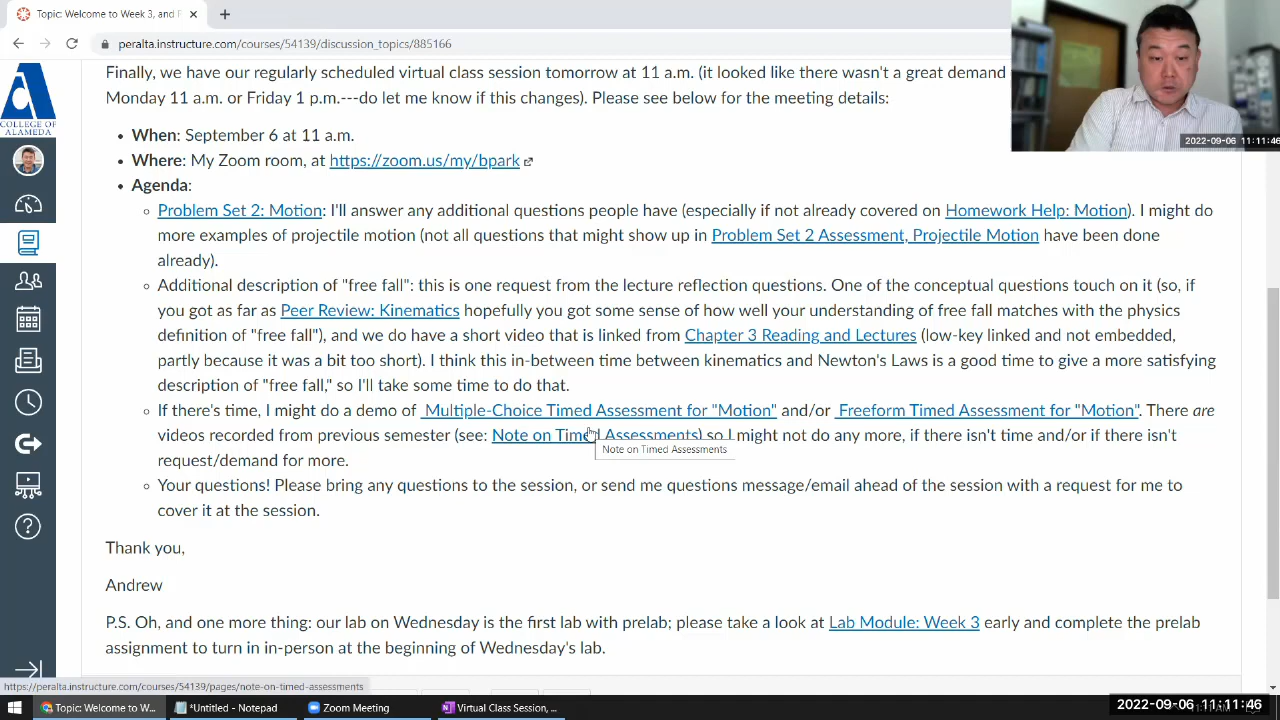 Topic: Welcome to Week 3, and F
peralta.instructure.com/courses/54139/discussion_topics/885166
2022-09-06 11:11:46
COLLEGE OF
ALAMEDA
Finally, we have our regularly scheduled virtual class session tomorrow at 11 a.m. (it looked like there wasn't a great demand
Monday 11 a.m. or Friday 1 p.m.---do let me know if this changes). Please see below for the meeting details:
• When: September 6 at 11 a.m.
• Where: My Zoom room, at https://zoom.us/my/bpark
• Agenda:
◦ Problem Set 2: Motion: I'll answer any additional questions people have (especially if not already covered on Homework Help: Motion). I might do
more examples of projectile motion (not all questions that might show up in Problem Set 2 Assessment, Projectile Motion have been done
already).
◦ Additional description of "free fall": this is one request from the lecture reflection questions. One of the conceptual questions touch on it (so, if
you got as far as Peer Review: Kinematics hopefully you got some sense of how well your understanding of free fall matches with the physics
definition of "free fall"), and we do have a short video that is linked from Chapter 3 Reading and Lectures (low-key linked and not embedded,
partly because it was a bit too short). I think this in-between time between kinematics and Newton's Laws is a good time to give a more satisfying
description of "free fall," so I'll take some time to do that.
◦ If there's time, I might do a demo of Multiple-Choice Timed Assessment for "Motion" and/or Freeform Timed Assessment for "Motion". There are
videos recorded from previous semester (see: Note on Timed Assessments) so I might not do any more, if there isn't time and/or if there isn't
Note on Timed Assessments
request/demand for more.
◦ Your questions! Please bring any questions to the session, or send me questions message/email ahead of the session with a request for me to
cover it at the session.
Thank you,
Andrew
P.S. Oh, and one more thing: our lab on Wednesday is the first lab with prelab; please take a look at Lab Module: Week 3 early and complete the prelab
assignment to turn in in-person at the beginning of Wednesday's lab.
https://peralta.instructure.com/courses/54139/pages/note-on-timed-assessments
Topic: Welcome to W...
*Untitled - Notepad
Zoom Meeting
Virtual Class Session, ...
2022-09-06 11:11:46